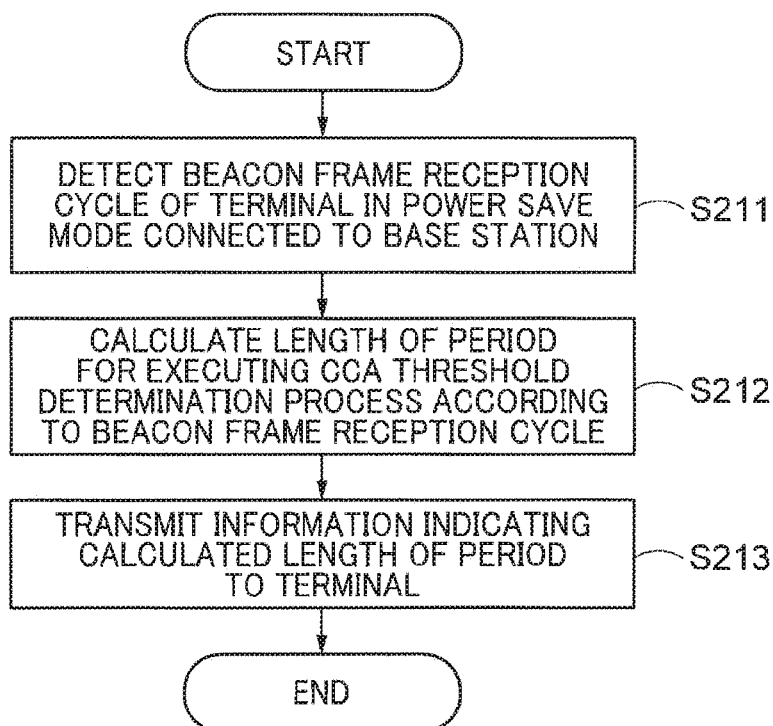 START
DETECT BEACON FRAME RECEPTION
CYCLE OF TERMINAL IN POWER SAVE
MODE CONNECTED TO BASE STATION
S211
CALCULATE LENGTH OF PERIOD
FOR EXECUTING CCA THRESHOLD
DETERMINATION PROCESS ACCORDING
TO BEACON FRAME RECEPTION CYCLE
S212
TRANSMIT INFORMATION INDICATING
CALCULATED LENGTH OF PERIOD
TO TERMINAL
S213
END